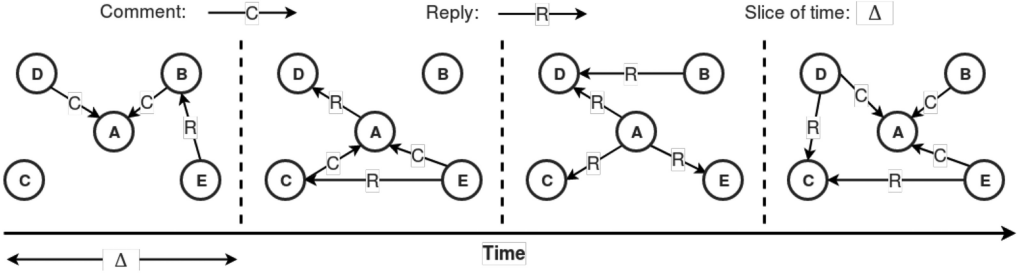 Comment: C Reply: R Slice of time: Δ
D B D B D B D B
C C R R R C C
R R
A A A A
R C C R R C
C E C R E C E C R E
Time
Δ